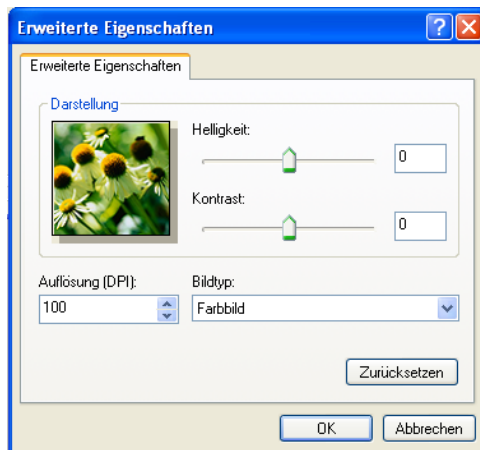 Erweiterte Eigenschaften
Erweiterte Eigenschaften
Darstellung
Helligkeit:
0
Kontrast:
0
Auflösung (DPI):
Bildtyp:
100
Farbbild
Zurücksetzen
OK
Abbrechen